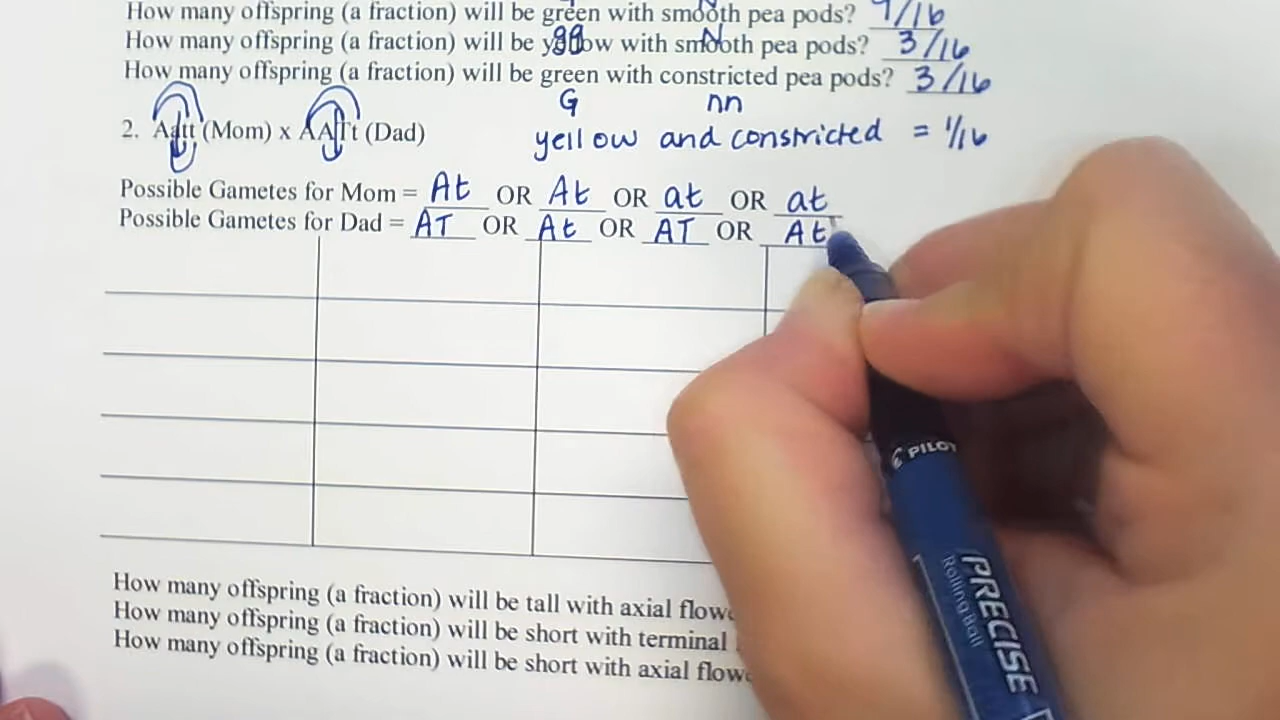 How many offspring (a fraction) will be green with smooth pea pods? 9/16
How many offspring (a fraction) will be yellow with smooth pea pods? 3/16
How many offspring (a fraction) will be green with constricted pea pods? 3/16
G nn
2. Aatt (Mom) x AATt (Dad) yellow and constricted = 1/16
Possible Gametes for Mom = At OR At OR at OR at
Possible Gametes for Dad = AT OR At OR AT OR At
How many offspring (a fraction) will be tall with axial
How many offspring (a fraction) will be short with terminal
How many offspring (a fraction) will be short with axial
PILOT
PRECISE
Rolling Ball